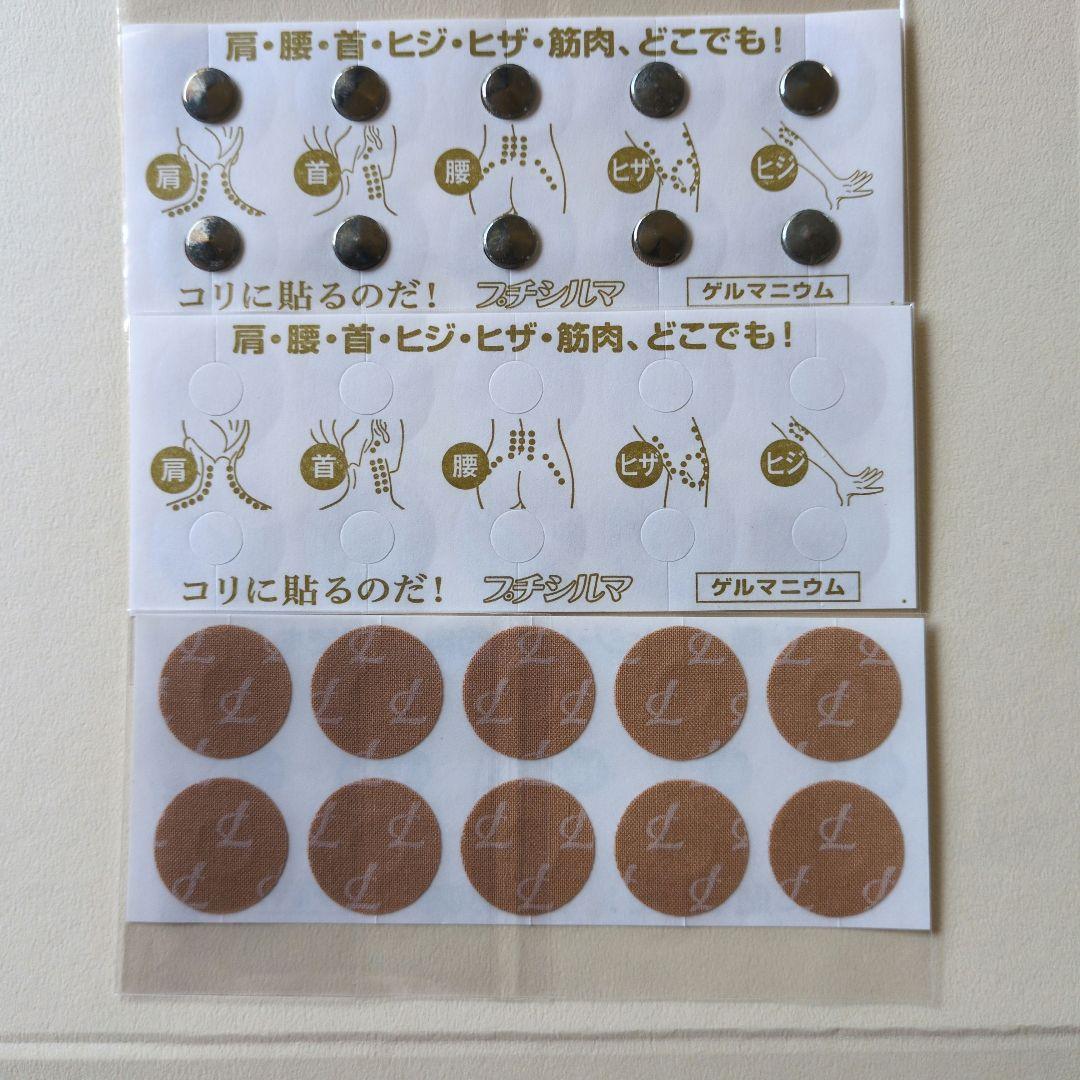 肩・腰・首・ヒジ・ヒザ・筋肉、どこでも!
肩 首 腰 ヒザ ヒジ
コリに貼るのだ! プチシルマ ゲルマニウム
肩・腰・首・ヒジ・ヒザ・筋肉、どこでも!
肩 首 腰 ヒザ ヒジ
コリに貼るのだ! プチシルマ ゲルマニウム